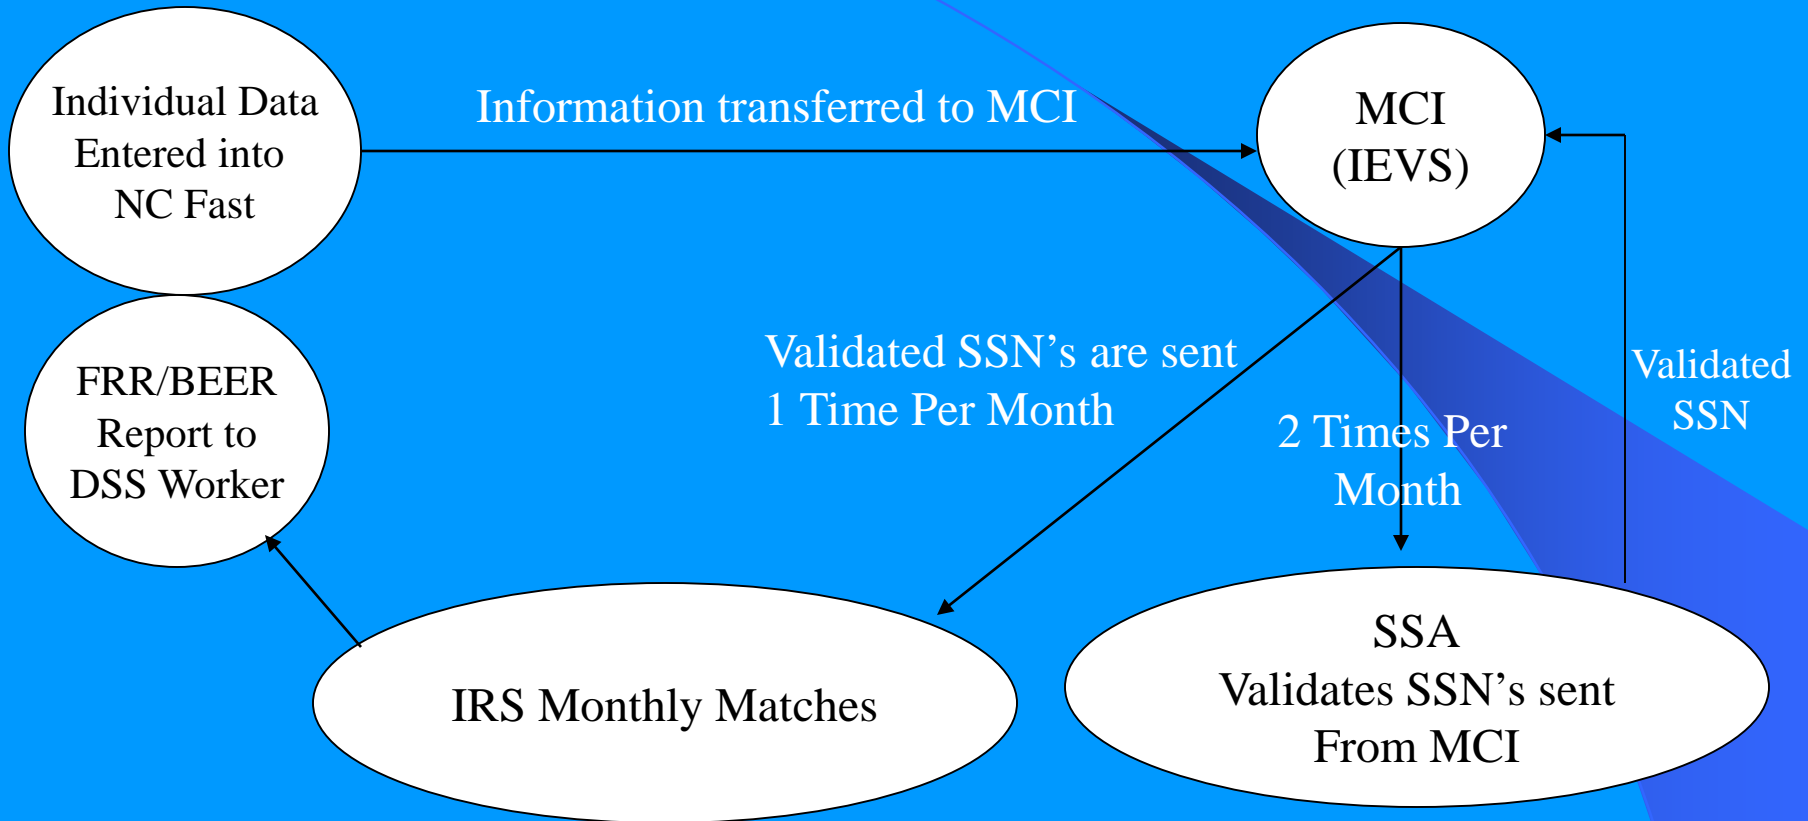 Individual Data
Entered into
NC Fast
Information transferred to MCI
MCI
(IEVS)
FRR/BEER
Report to
DSS Worker
Validated SSN’s are sent
1 Time Per Month
2 Times Per
Month
Validated
SSN
IRS Monthly Matches
SSA
Validates SSN’s sent
From MCI